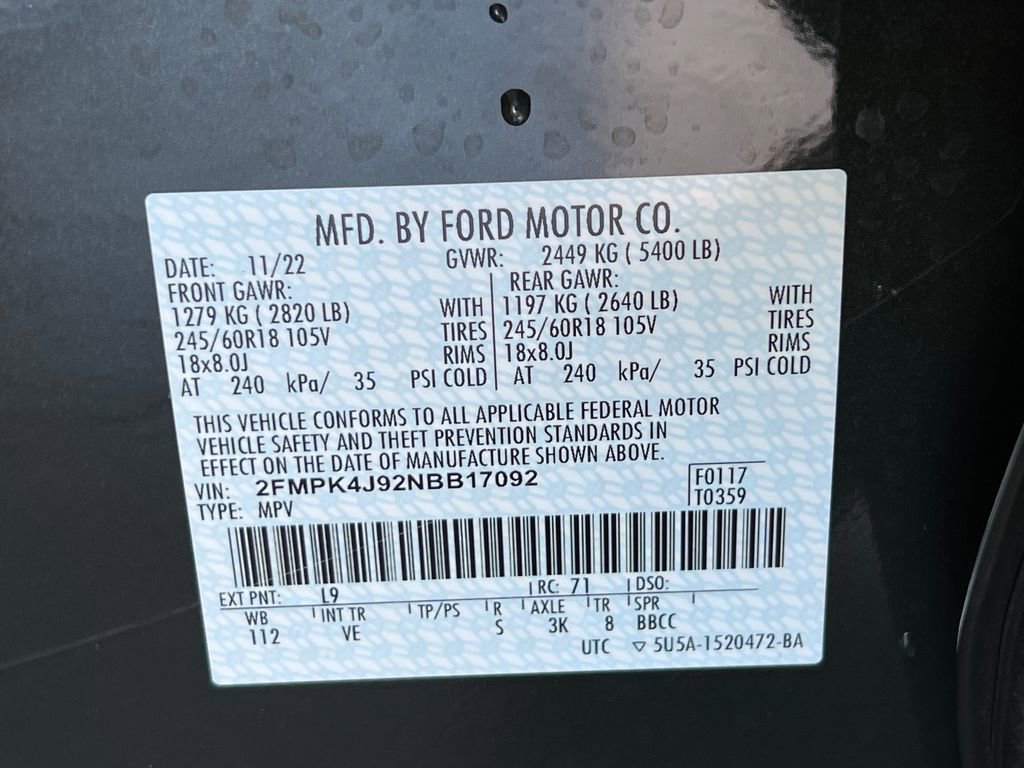 MFD. BY FORD MOTOR CO.
DATE: 11/22 GVWR: 2449 KG ( 5400 LB)
FRONT GAWR: REAR GAWR:
1279 KG ( 2820 LB) WITH 1197 KG ( 2640 LB) WITH
245/60R18 105V TIRES 245/60R18 105V TIRES
18x8.0J RIMS 18x8.0J RIMS
AT 240 kPa/ 35 PSI COLD AT 240 kPa/ 35 PSI COLD
THIS VEHICLE CONFORMS TO ALL APPLICABLE FEDERAL MOTOR
VEHICLE SAFETY AND THEFT PREVENTION STANDARDS IN
EFFECT ON THE DATE OF MANUFACTURE SHOWN ABOVE.
VIN: 2FMPK4J92NBB17092 F0117
TYPE: MPV T0359
EXT PNT: L9 RC: 71 DSO:
WB INT TR TP/PS R AXLE TR SPR
112 VE S 3K 8 BBCC
UTC ▽ 5U5A-1520472-BA